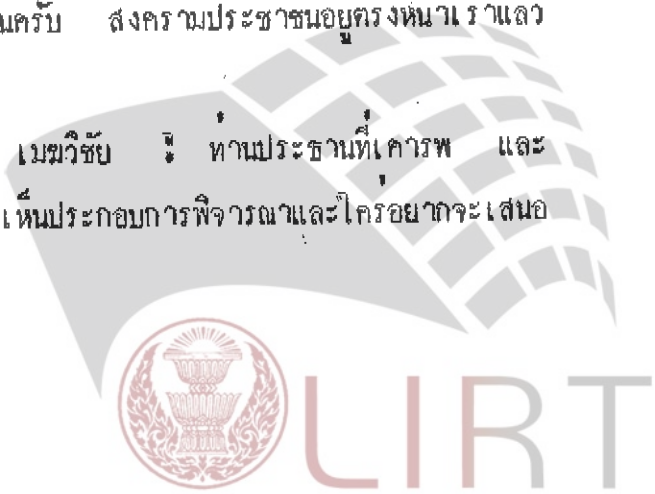 นครับ สงครามประชาชนอยู่ตรงหน้าเราแล้ว
เมฆวิชัย : ท่านประธานที่เคารพ และ
เห็นประกอบการพิจารณาและใคร่อยากจะเสนอ
LIRT